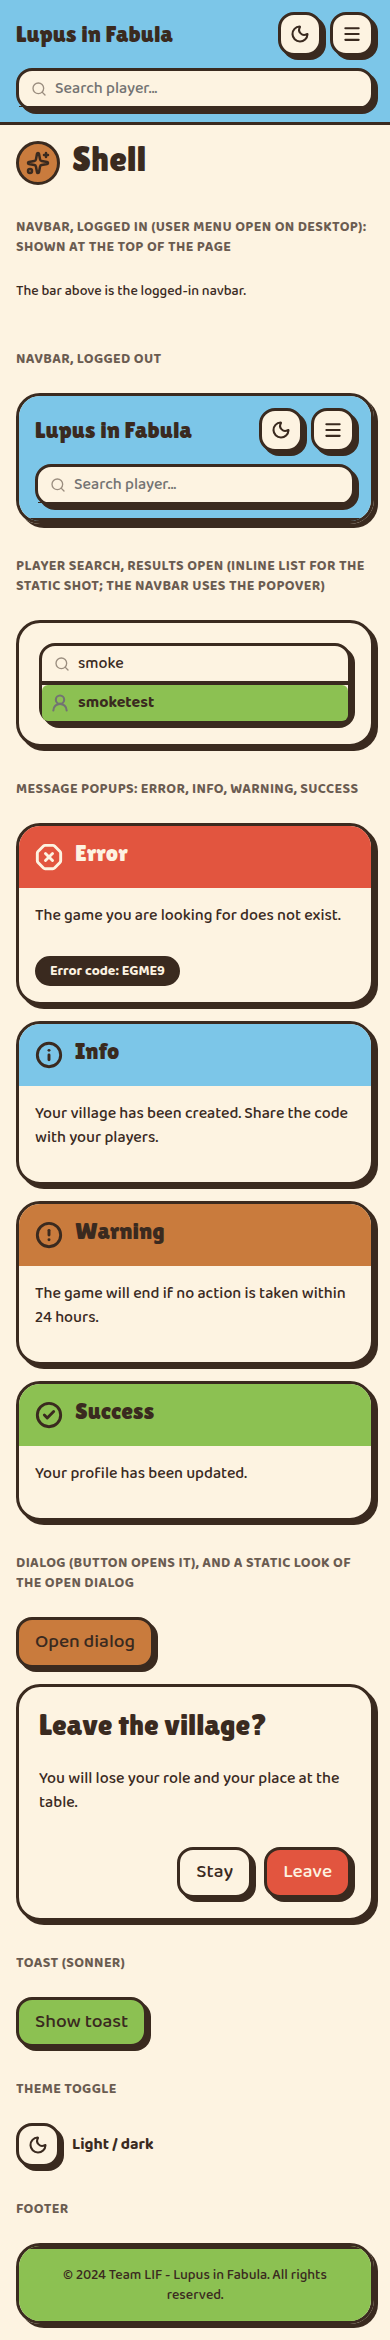 Lupus in Fabula
Search player...
Shell
NAVBAR, LOGGED IN (USER MENU OPEN ON DESKTOP):
SHOWN AT THE TOP OF THE PAGE
The bar above is the logged-in navbar.
NAVBAR, LOGGED OUT
Lupus in Fabula
Search player...
PLAYER SEARCH, RESULTS OPEN (INLINE LIST FOR THE
STATIC SHOT; THE NAVBAR USES THE POPOVER)
smoke
smoketest
MESSAGE POPUPS: ERROR, INFO, WARNING, SUCCESS
Error
The game you are looking for does not exist.
Error code: EGME9
Info
Your village has been created. Share the code
with your players.
Warning
The game will end if no action is taken within
24 hours.
Success
Your profile has been updated.
DIALOG (BUTTON OPENS IT), AND A STATIC LOOK OF
THE OPEN DIALOG
Open dialog
Leave the village?
You will lose your role and your place at the
table.
Stay
Leave
TOAST (SONNER)
Show toast
THEME TOGGLE
Light / dark
FOOTER
© 2024 Team LIF - Lupus in Fabula. All rights
reserved.